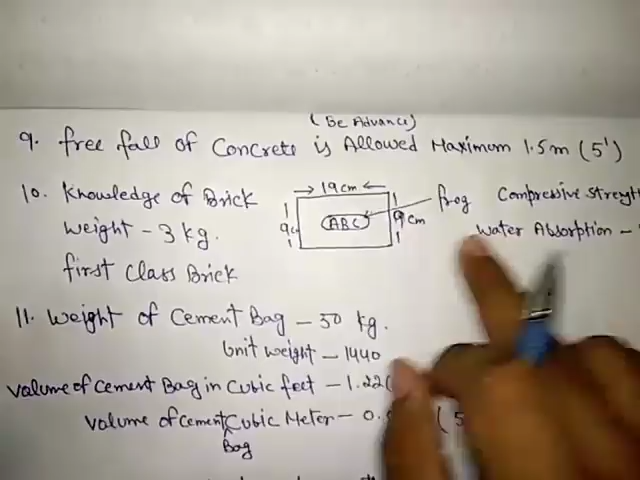 (Be Advance)
9. free fall of Concrete is Allowed Maximum 1.5m (5')
10. Knowledge of Brick
→ 19cm ←
frog
Compressive Strength
weight - 3 kg.
ABC
9cm
water Absorption -
first Class Brick
11. Weight of Cement Bag - 50 kg.
Unit weight - 1440
Volume of Cement Bag in Cubic feet - 1.22
Volume of Cement Cubic Meter - 0.
Bag